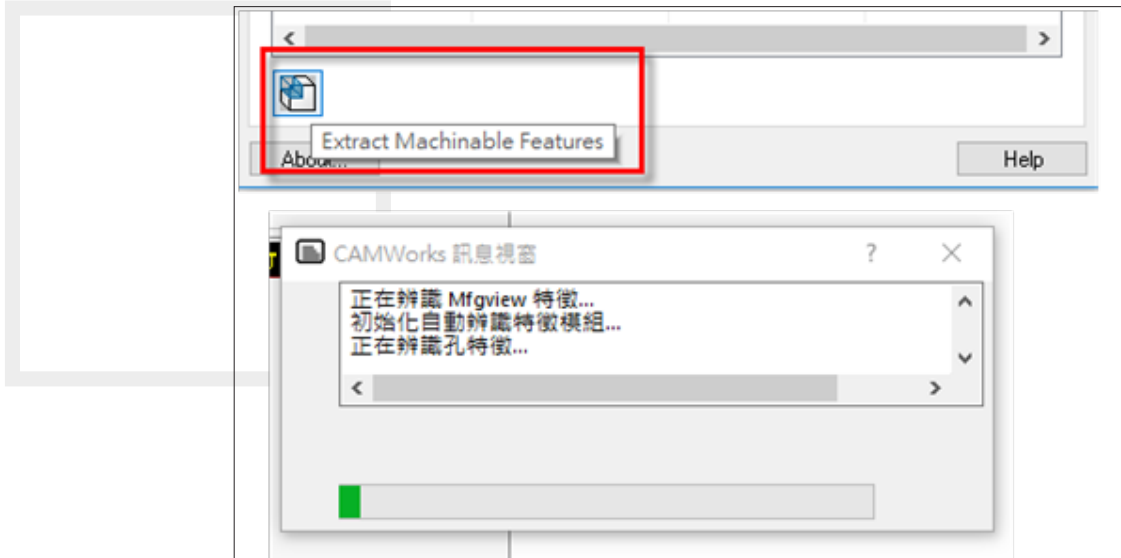 Extract Machinable Features
About...
Help
CAMWorks 訊息視窗
正在辨識 Mfgview 特徵...
初始化自動辨識特徵模組...
正在辨識孔特徵...